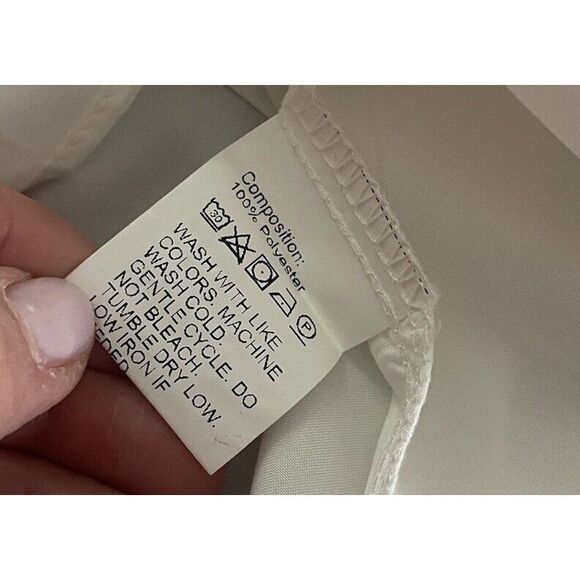 Composition:
100% Polyester
30
P
WASH WITH LIKE
COLORS. MACHINE
WASH COLD.
GENTLE CYCLE. DO
NOT BLEACH.
TUMBLE DRY LOW.
LOW IRON IF